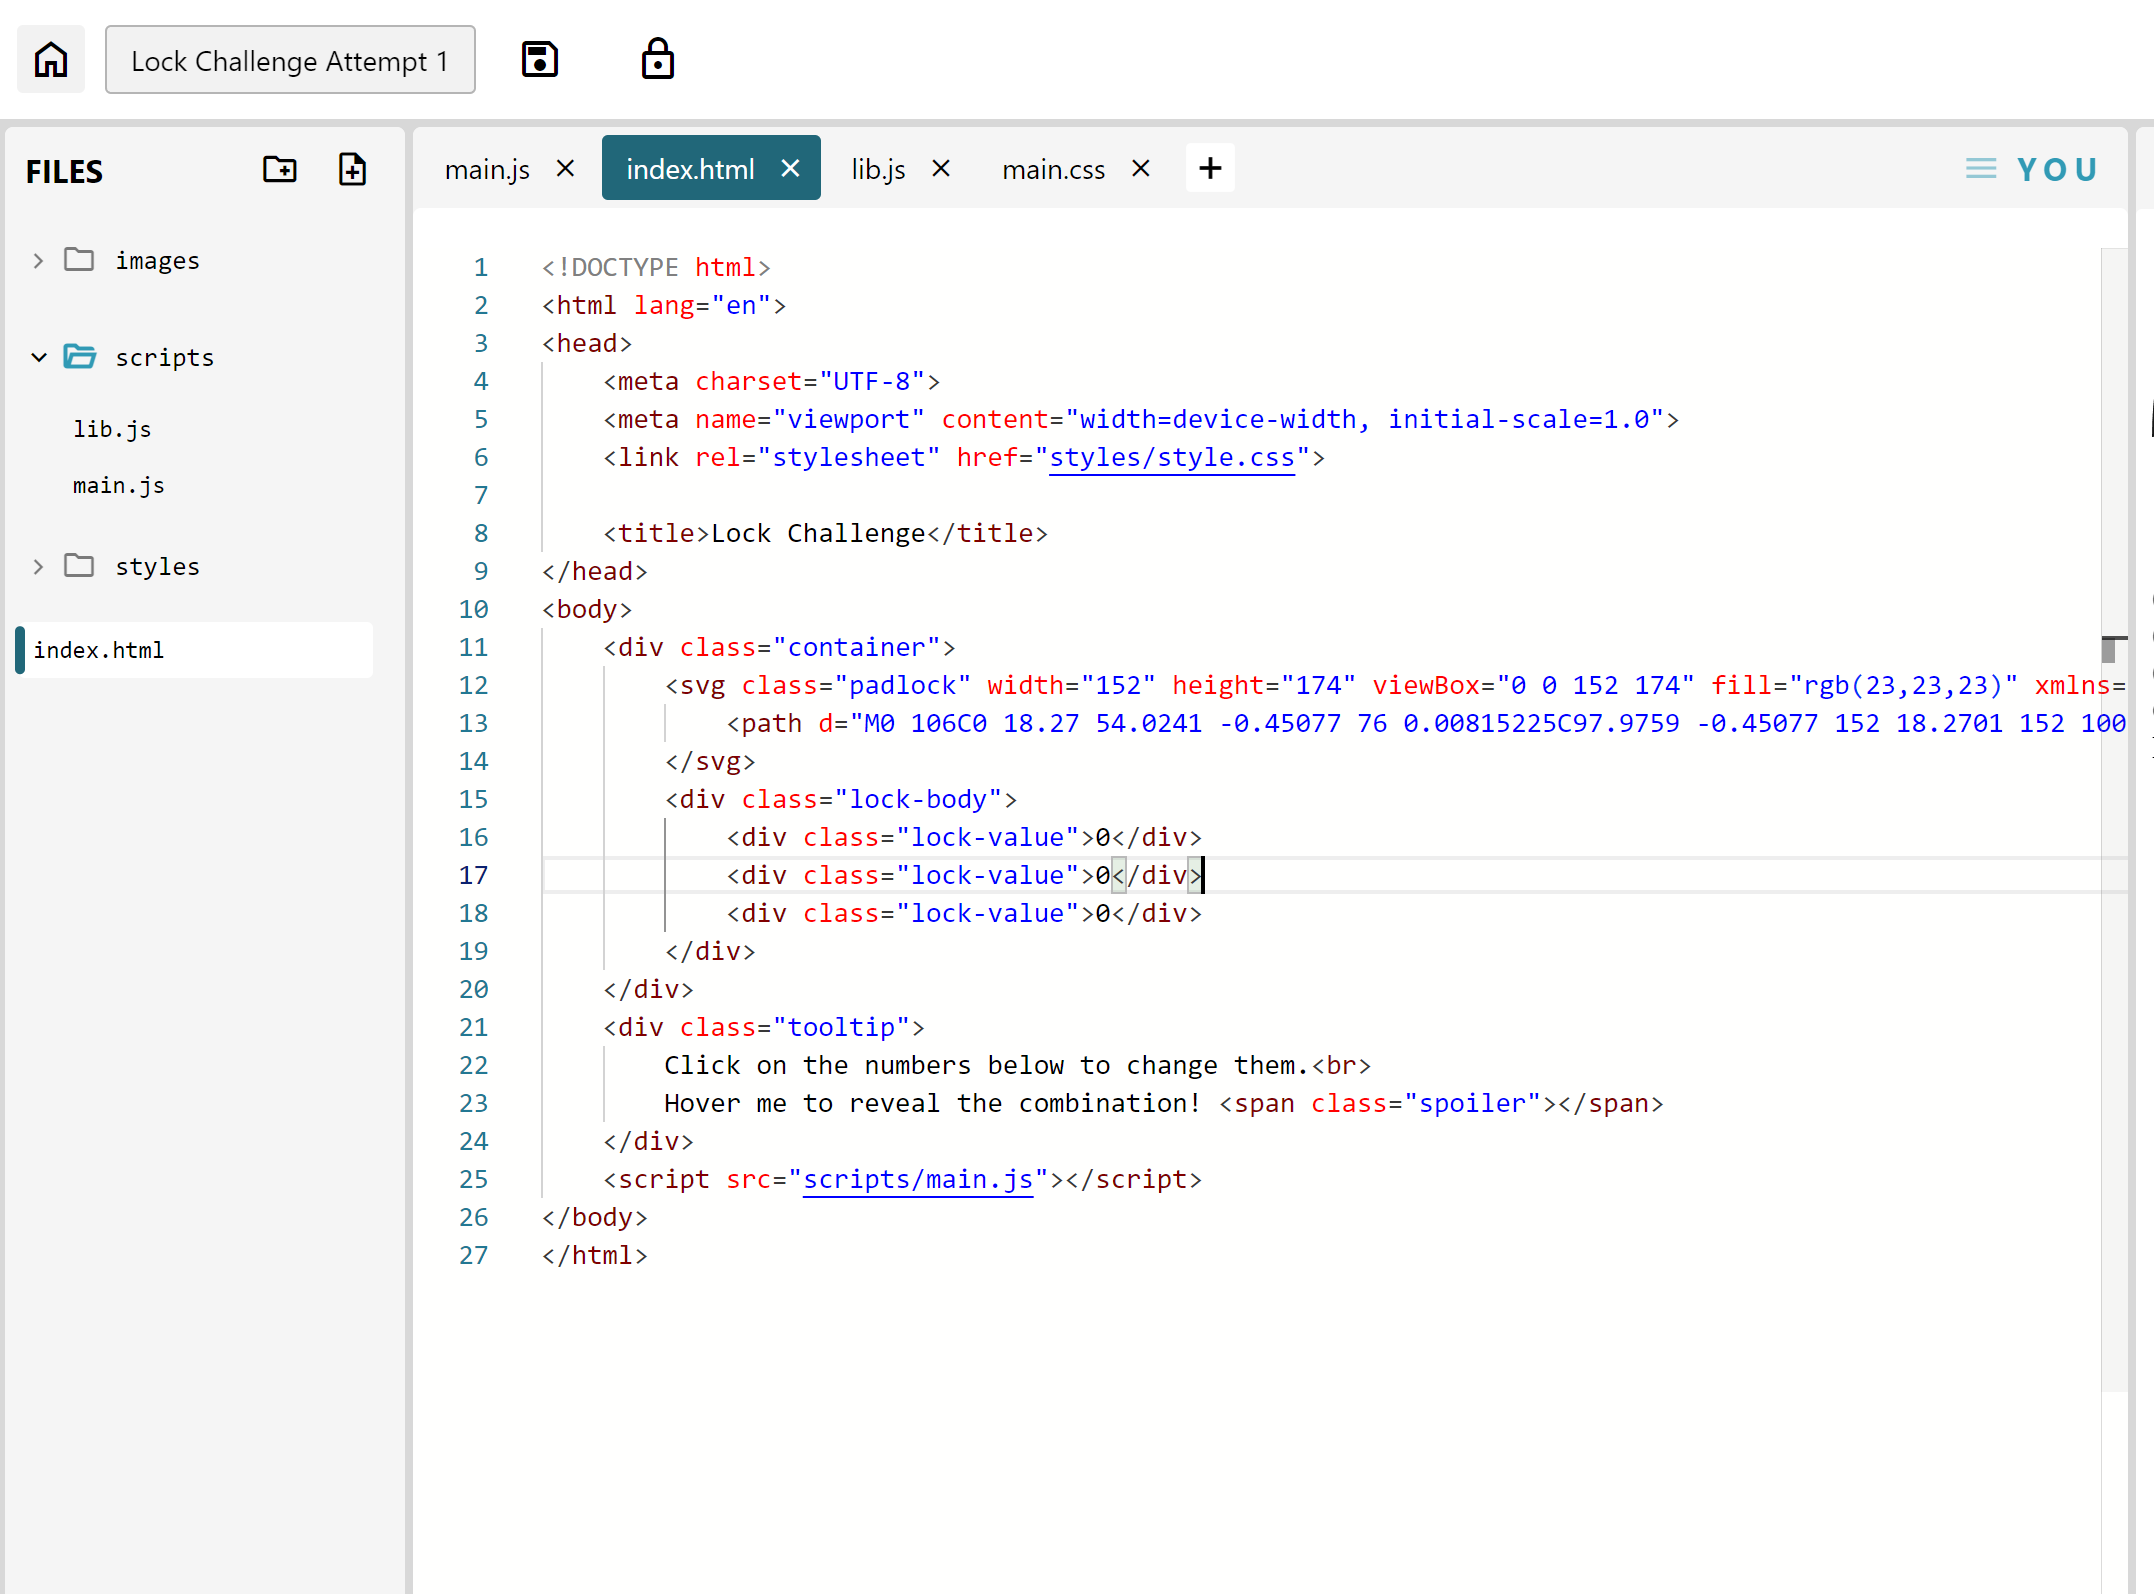 Lock Challenge Attempt 1
FILES
images
scripts
lib.js
main.js
styles
index.html
main.js index.html lib.js main.css
YOU
1 <!DOCTYPE html>
2 <html lang="en">
3 <head>
4 <meta charset="UTF-8">
5 <meta name="viewport" content="width=device-width, initial-scale=1.0">
6 <link rel="stylesheet" href="styles/style.css">
7
8 <title>Lock Challenge</title>
9 </head>
10 <body>
11 <div class="container">
12 <svg class="padlock" width="152" height="174" viewBox="0 0 152 174" fill="rgb(23,23,23)" xmlns=
13 <path d="M0 106C0 18.27 54.0241 -0.45077 76 0.00815225C97.9759 -0.45077 152 18.2701 152 100
14 </svg>
15 <div class="lock-body">
16 <div class="lock-value">0</div>
17 <div class="lock-value">0</div>
18 <div class="lock-value">0</div>
19 </div>
20 </div>
21 <div class="tooltip">
22 Click on the numbers below to change them.<br>
23 Hover me to reveal the combination! <span class="spoiler"></span>
24 </div>
25 <script src="scripts/main.js"></script>
26 </body>
27 </html>